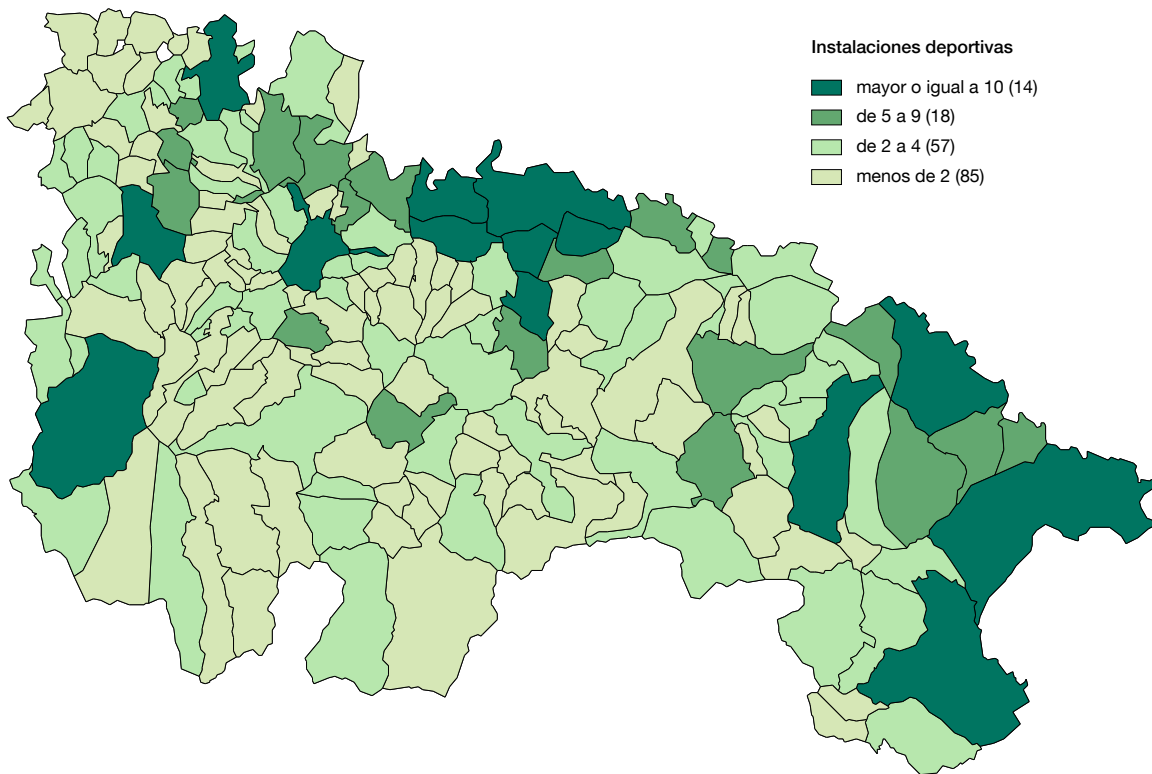 Instalaciones deportivas
mayor o igual a 10 (14)
de 5 a 9 (18)
de 2 a 4 (57)
menos de 2 (85)